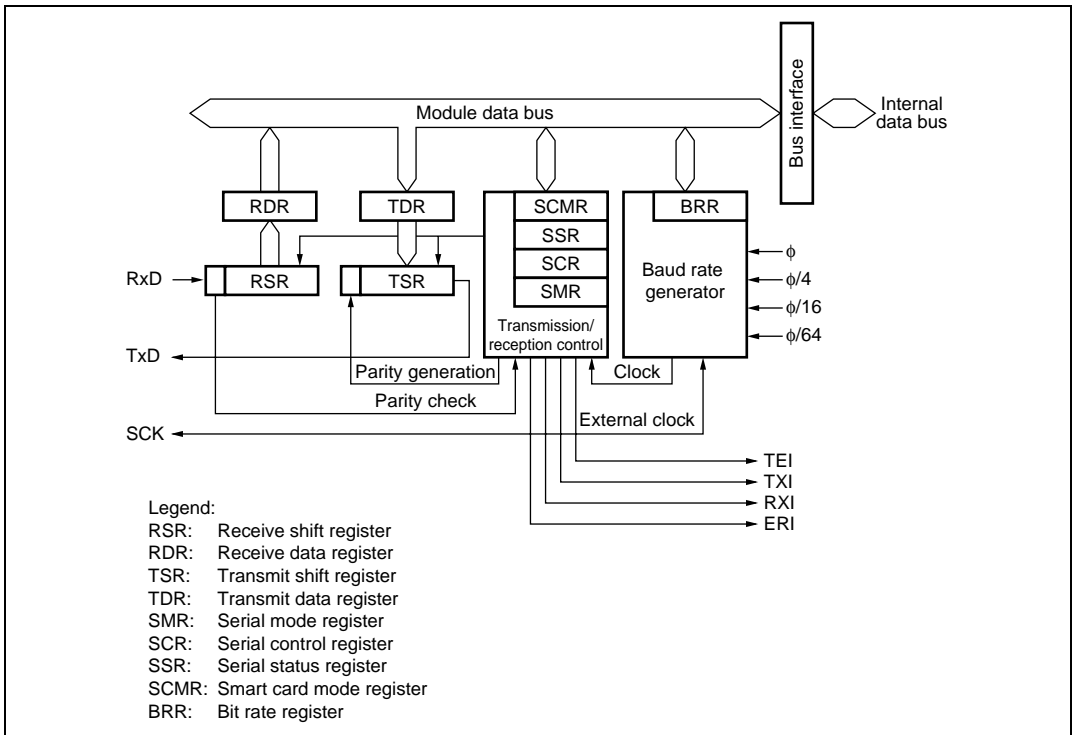 Bus interface
Module data bus
Internal
data bus
RDR
TDR
SCMR
BRR
SSR
SCR
SMR
RxD
RSR
TSR
Baud rate
generator
ϕ
ϕ/4
ϕ/16
ϕ/64
Transmission/
reception control
TxD
Parity generation
Clock
Parity check
External clock
SCK
TEI
TXI
RXI
ERI
Legend:
RSR: Receive shift register
RDR: Receive data register
TSR: Transmit shift register
TDR: Transmit data register
SMR: Serial mode register
SCR: Serial control register
SSR: Serial status register
SCMR: Smart card mode register
BRR: Bit rate register